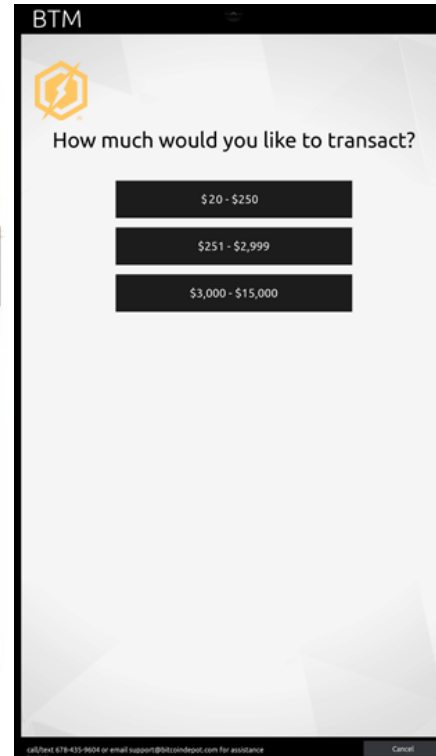 BTM
How much would you like to transact?
$20 - $250
$251 - $2,999
$3,000 - $15,000
call/text 678-435-9604 or email support@bitcoindepot.com for assistance
Cancel